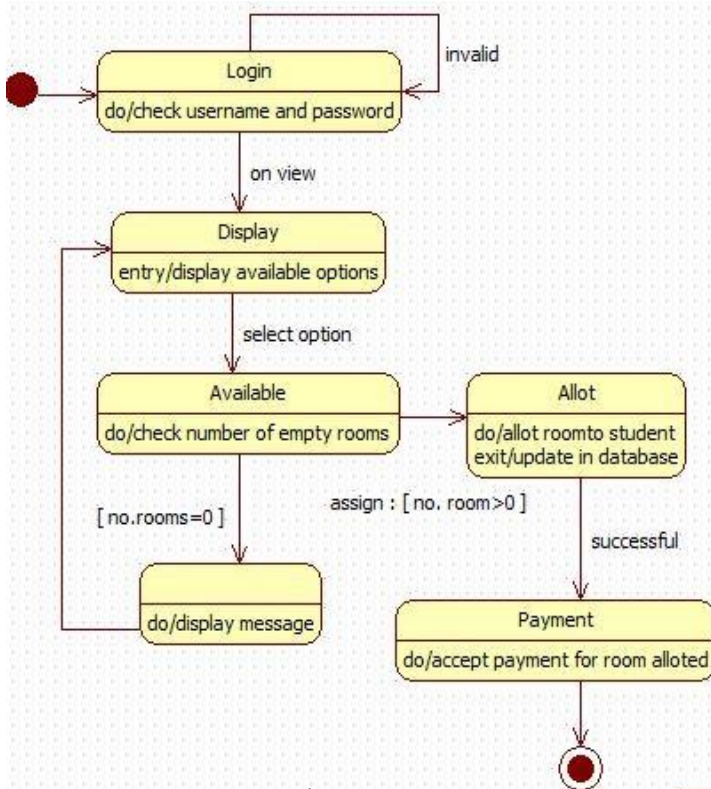 Login
invalid
do/check username and password
on view
Display
entry/display available options
select option
Available
do/check number of empty rooms
Allot
do/allot roomto student
exit/update in database
[ no.rooms=0 ]
assign : [ no. room>0 ]
successful
do/display message
Payment
do/accept payment for room alloted